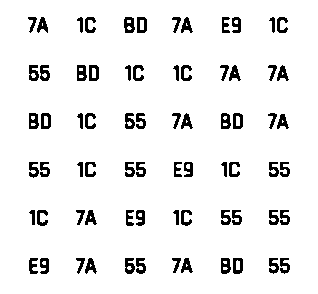 7A 1C BD 7A E9 1C
55 BD 1C 1C 7A 7A
BD 1C 55 7A BD 7A
55 1C 55 E9 1C 55
1C 7A E9 1C 55 55
E9 7A 55 7A BD 55